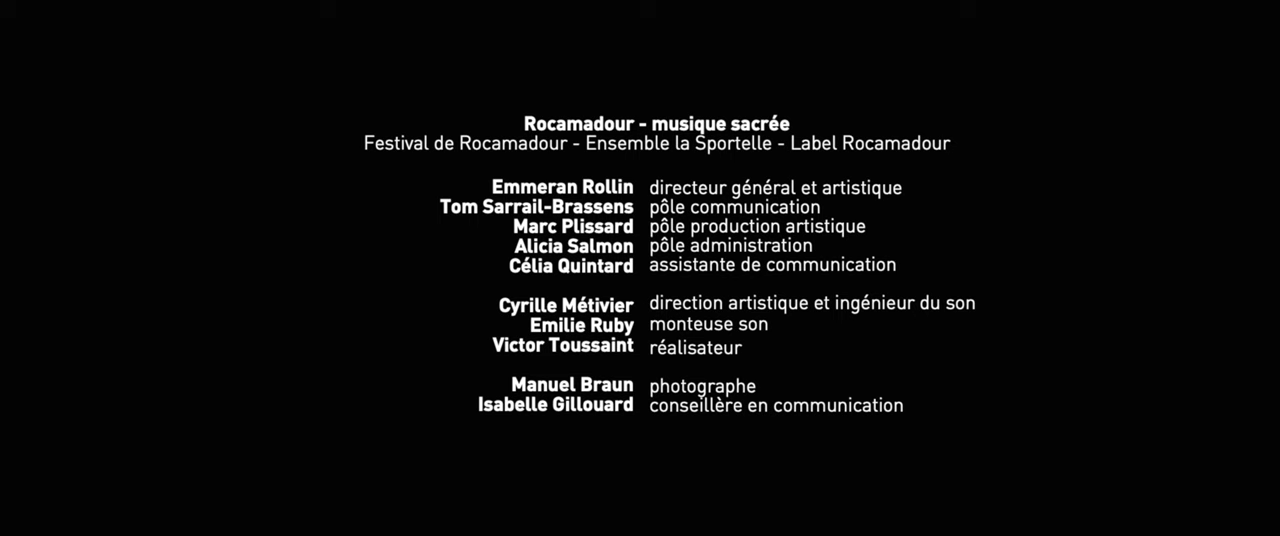 Rocamadour - musique sacrée
Festival de Rocamadour - Ensemble la Sportelle - Label Rocamadour
Emmeran Rollin directeur général et artistique
Tom Sarrail-Brassens pôle communication
Marc Plissard pôle production artistique
Alicia Salmon pôle administration
Célia Quintard assistante de communication
Cyrille Métivier direction artistique et ingénieur du son
Emilie Ruby monteuse son
Victor Toussaint réalisateur
Manuel Braun photographe
Isabelle Gillouard conseillère en communication